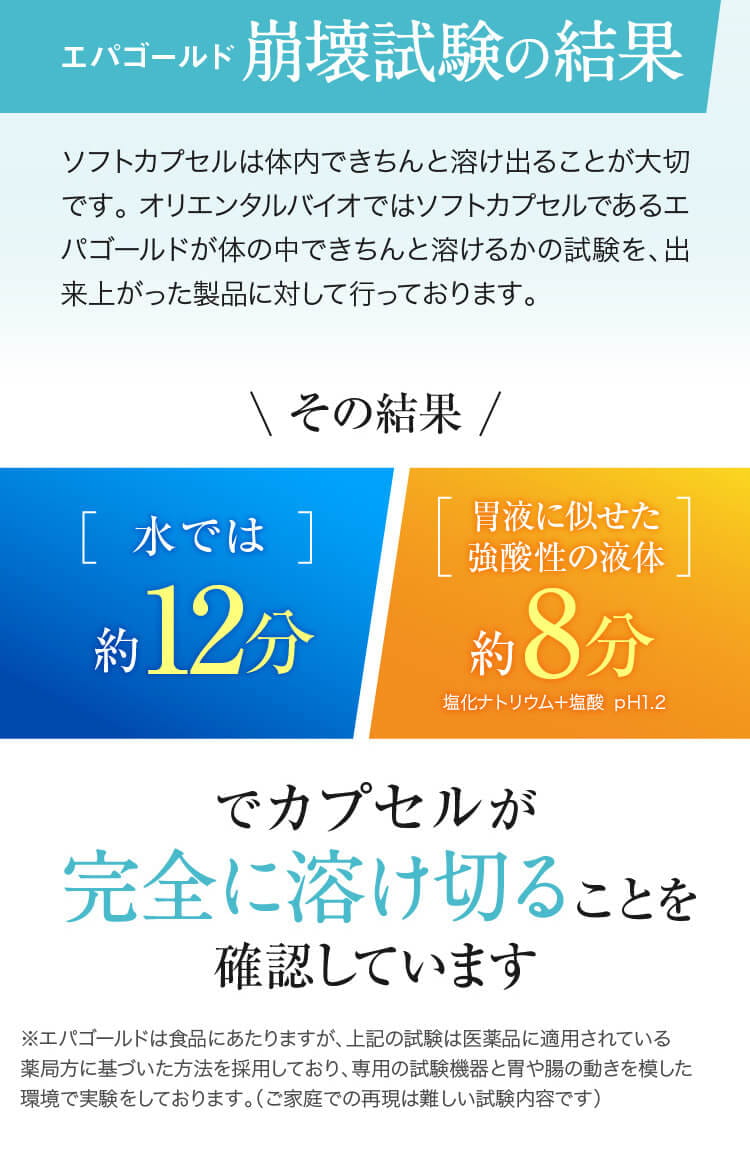 エパゴールド 崩壊試験の結果
ソフトカプセルは体内できちんと溶け出ることが大切
です。オリエンタルバイオではソフトカプセルであるエ
パゴールドが体の中できちんと溶けるかの試験を、出
来上がった製品に対して行っております。
\ その結果 /
[ 水では ]
約12分
[ 胃液に似せた
強酸性の液体 ]
約8分
塩化ナトリウム+塩酸 pH1.2
でカプセルが
完全に溶け切ることを
確認しています
※エパゴールドは食品にあたりますが、上記の試験は医薬品に適用されている
薬局方に基づいた方法を採用しており、専用の試験機器と胃や腸の動きを模した
環境で実験をしております。(ご家庭での再現は難しい試験内容です)